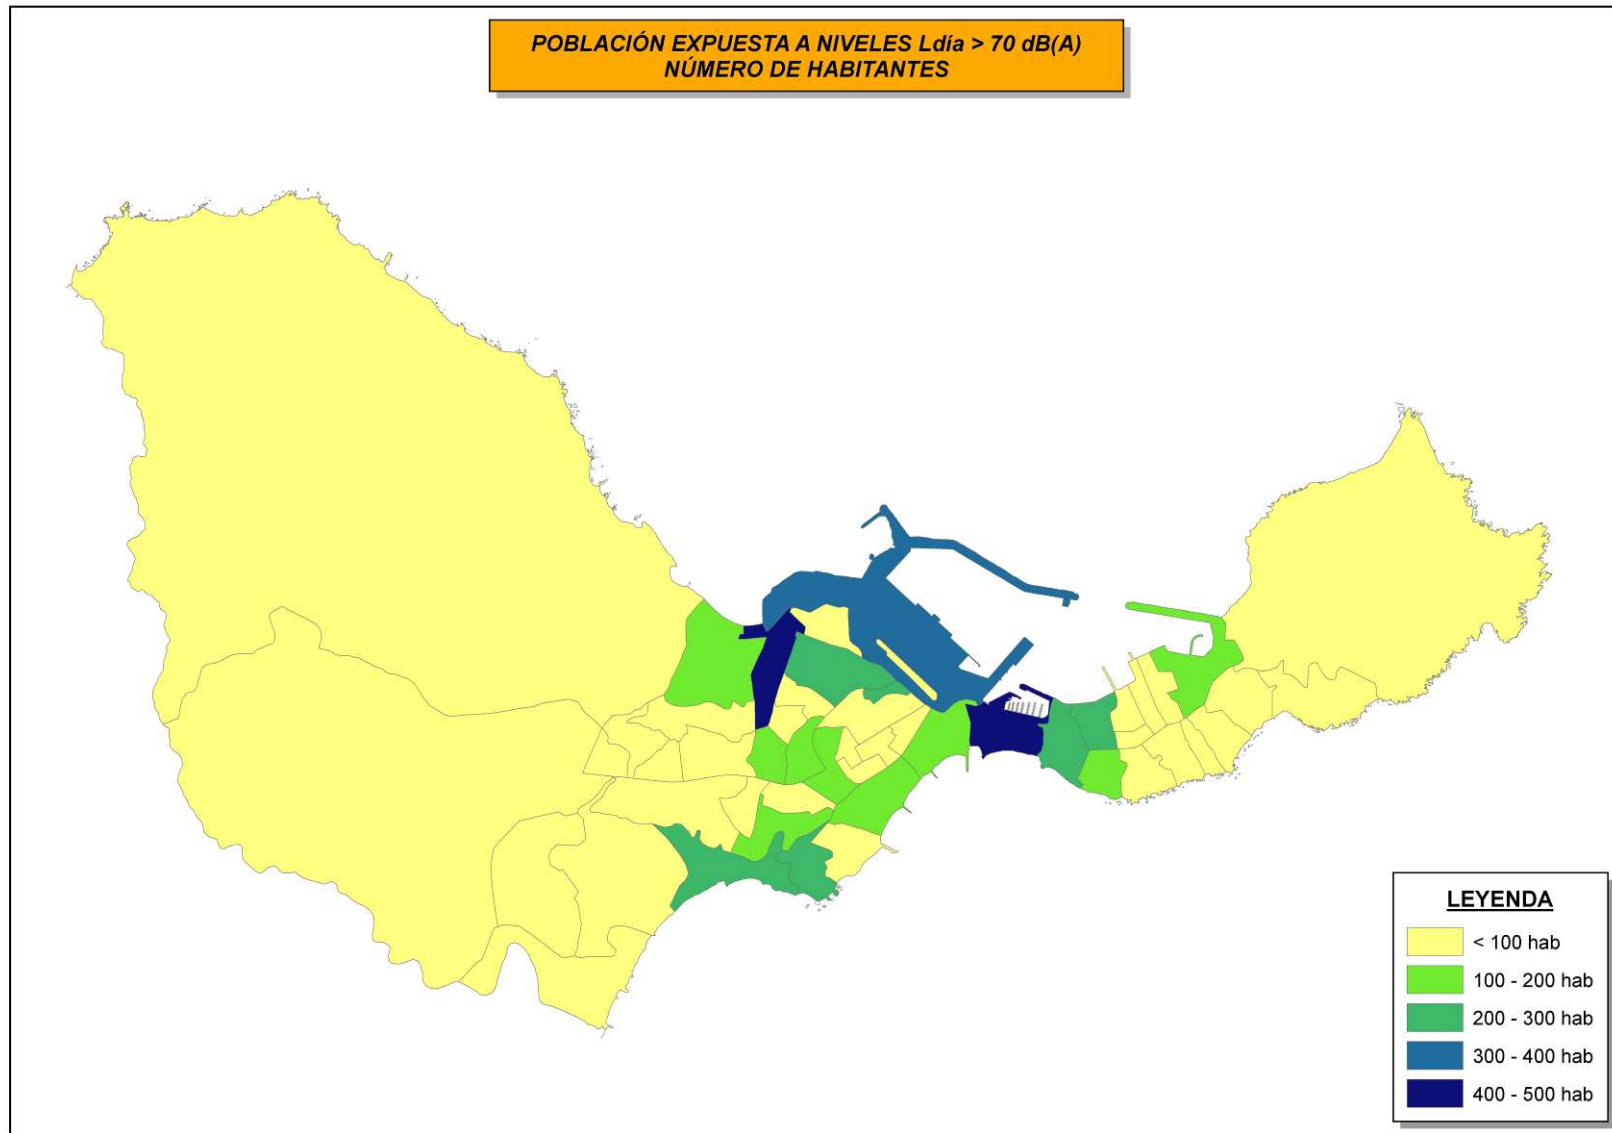 POBLACIÓN EXPUESTA A NIVELES Ldía > 70 dB(A)
NÚMERO DE HABITANTES
LEYENDA
< 100 hab
100 - 200 hab
200 - 300 hab
300 - 400 hab
400 - 500 hab